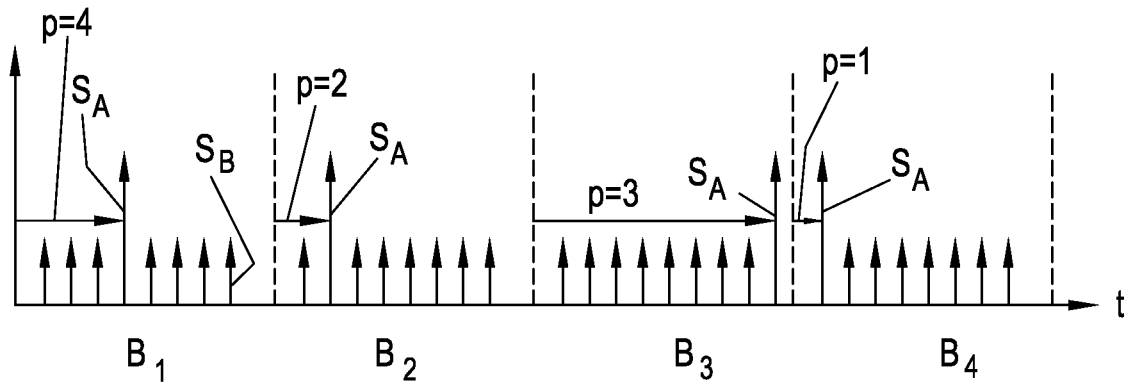 p=4
S_A
S_B
p=2
S_A
p=3
S_A
p=1
S_A
t
B_1
B_2
B_3
B_4